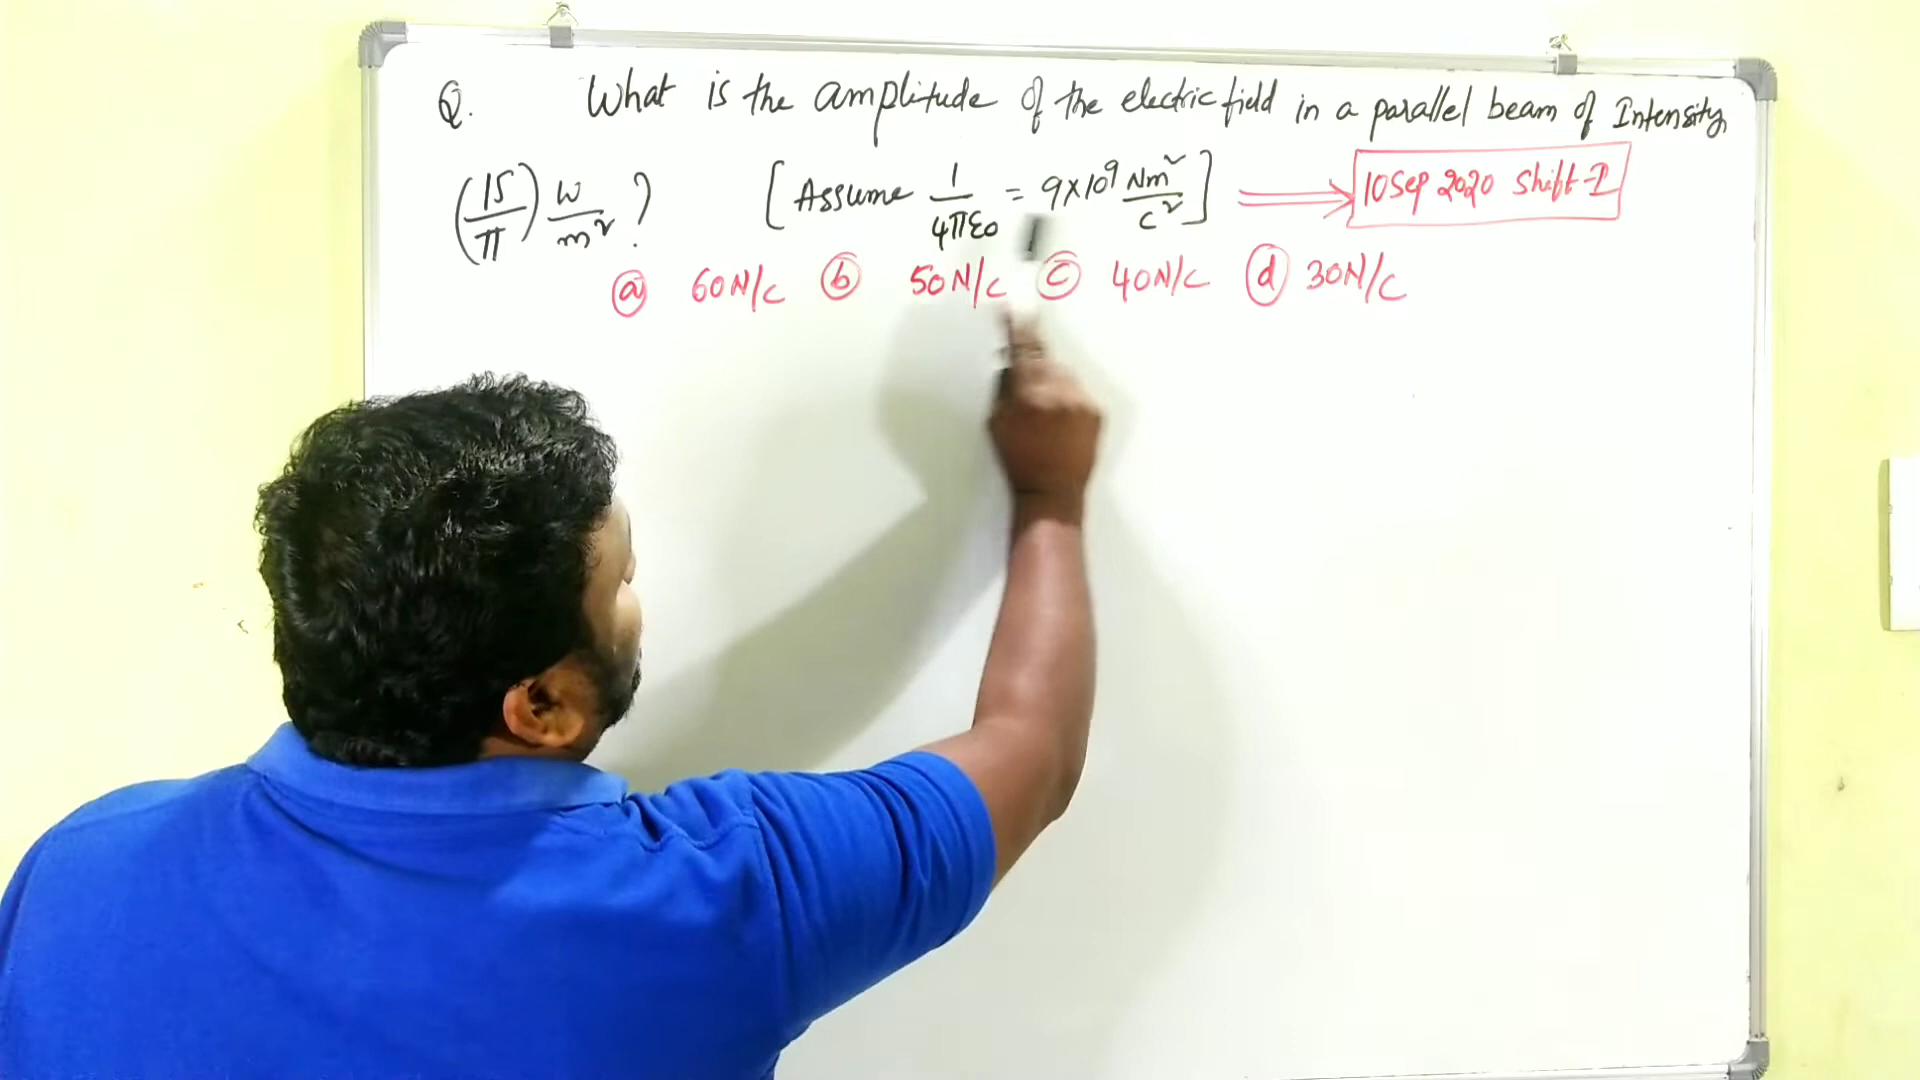 Q. What is the amplitude of the electric field in a parallel beam of Intensity
(15/π) W/m² ? [Assume 1/4πε₀ = 9×10⁹ Nm²/C²] ⟹ 10 Sep 2020 Shift-I
ⓐ 60N/C ⓑ 50N/C ⓒ 40N/C ⓓ 30N/C